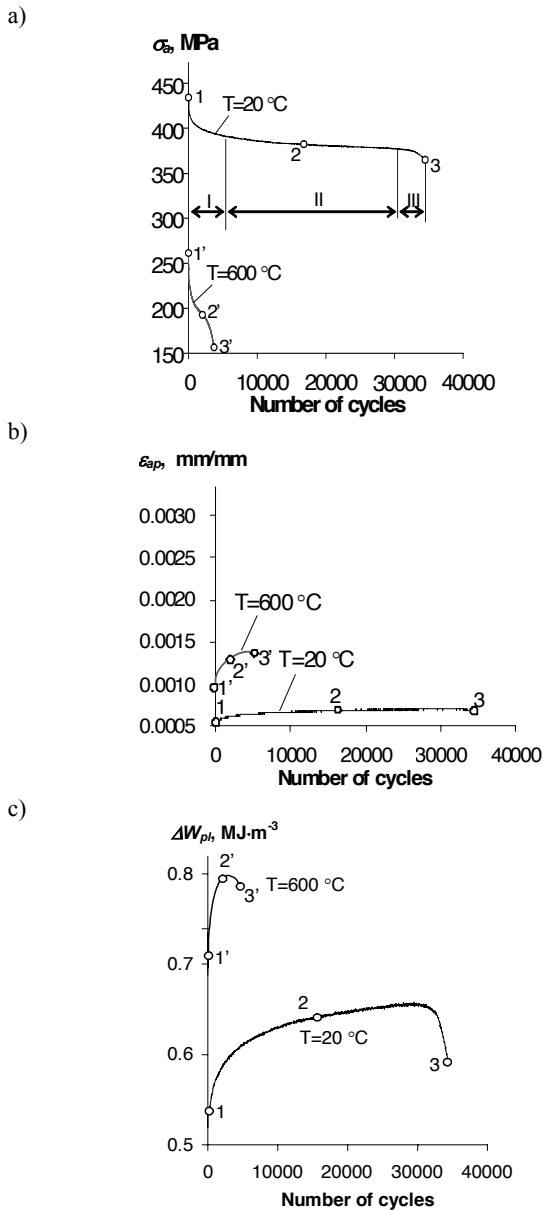 a)
σa, MPa
450
400
350
300
250
200
150
1
T=20 °C
2
3
I
II
III
1'
T=600 °C
2'
3'
0 10000 20000 30000 40000
Number of cycles
b)
εap, mm/mm
0.0030
0.0025
0.0020
0.0015
0.0010
0.0005
T=600 °C
3'
2'
1'
T=20 °C
1
2
3
0 10000 20000 30000 40000
Number of cycles
c)
ΔWpl, MJ·m-3
0.8
0.7
0.6
0.5
2'
3'
T=600 °C
1'
2
T=20 °C
3
1
0 10000 20000 30000 40000
Number of cycles